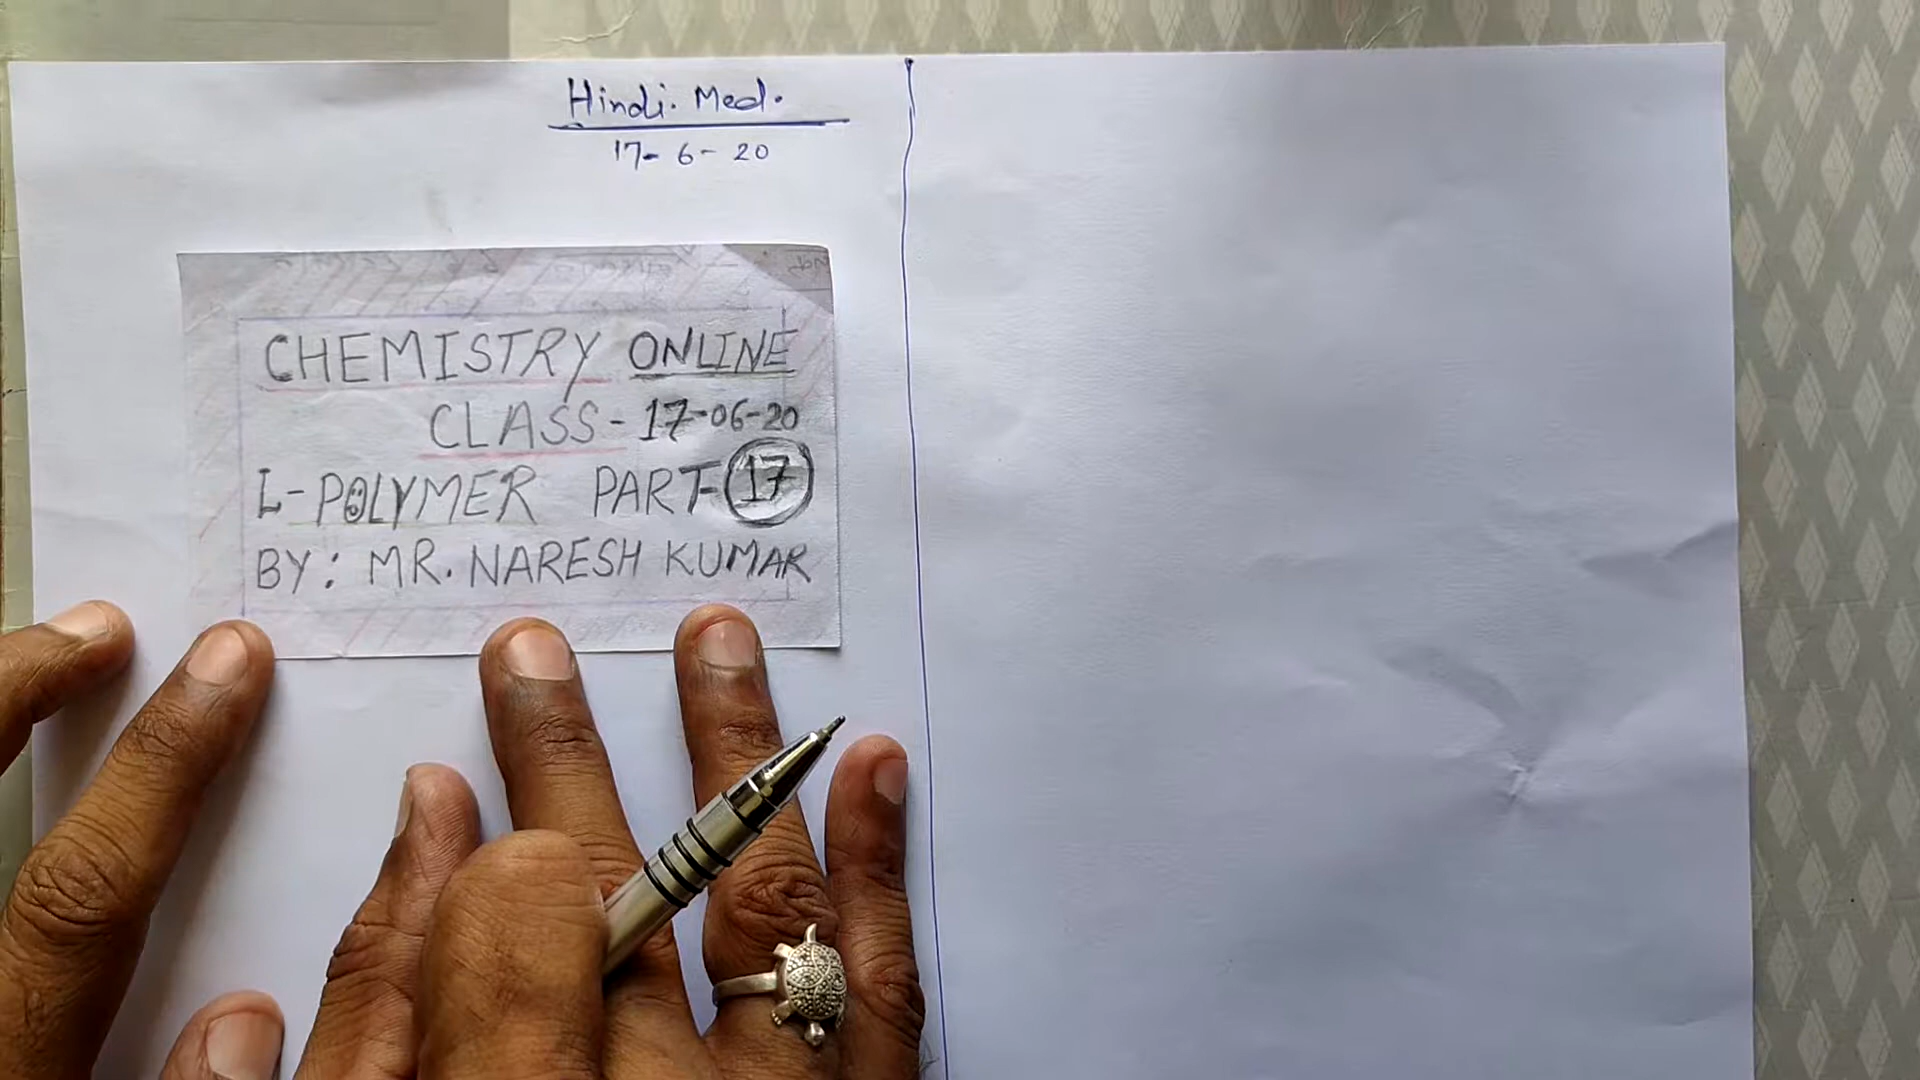 Hindi. Med.
17-6-20
CHEMISTRY ONLINE
CLASS-17-06-20
L-POLYMER PART-17
BY: MR. NARESH KUMAR